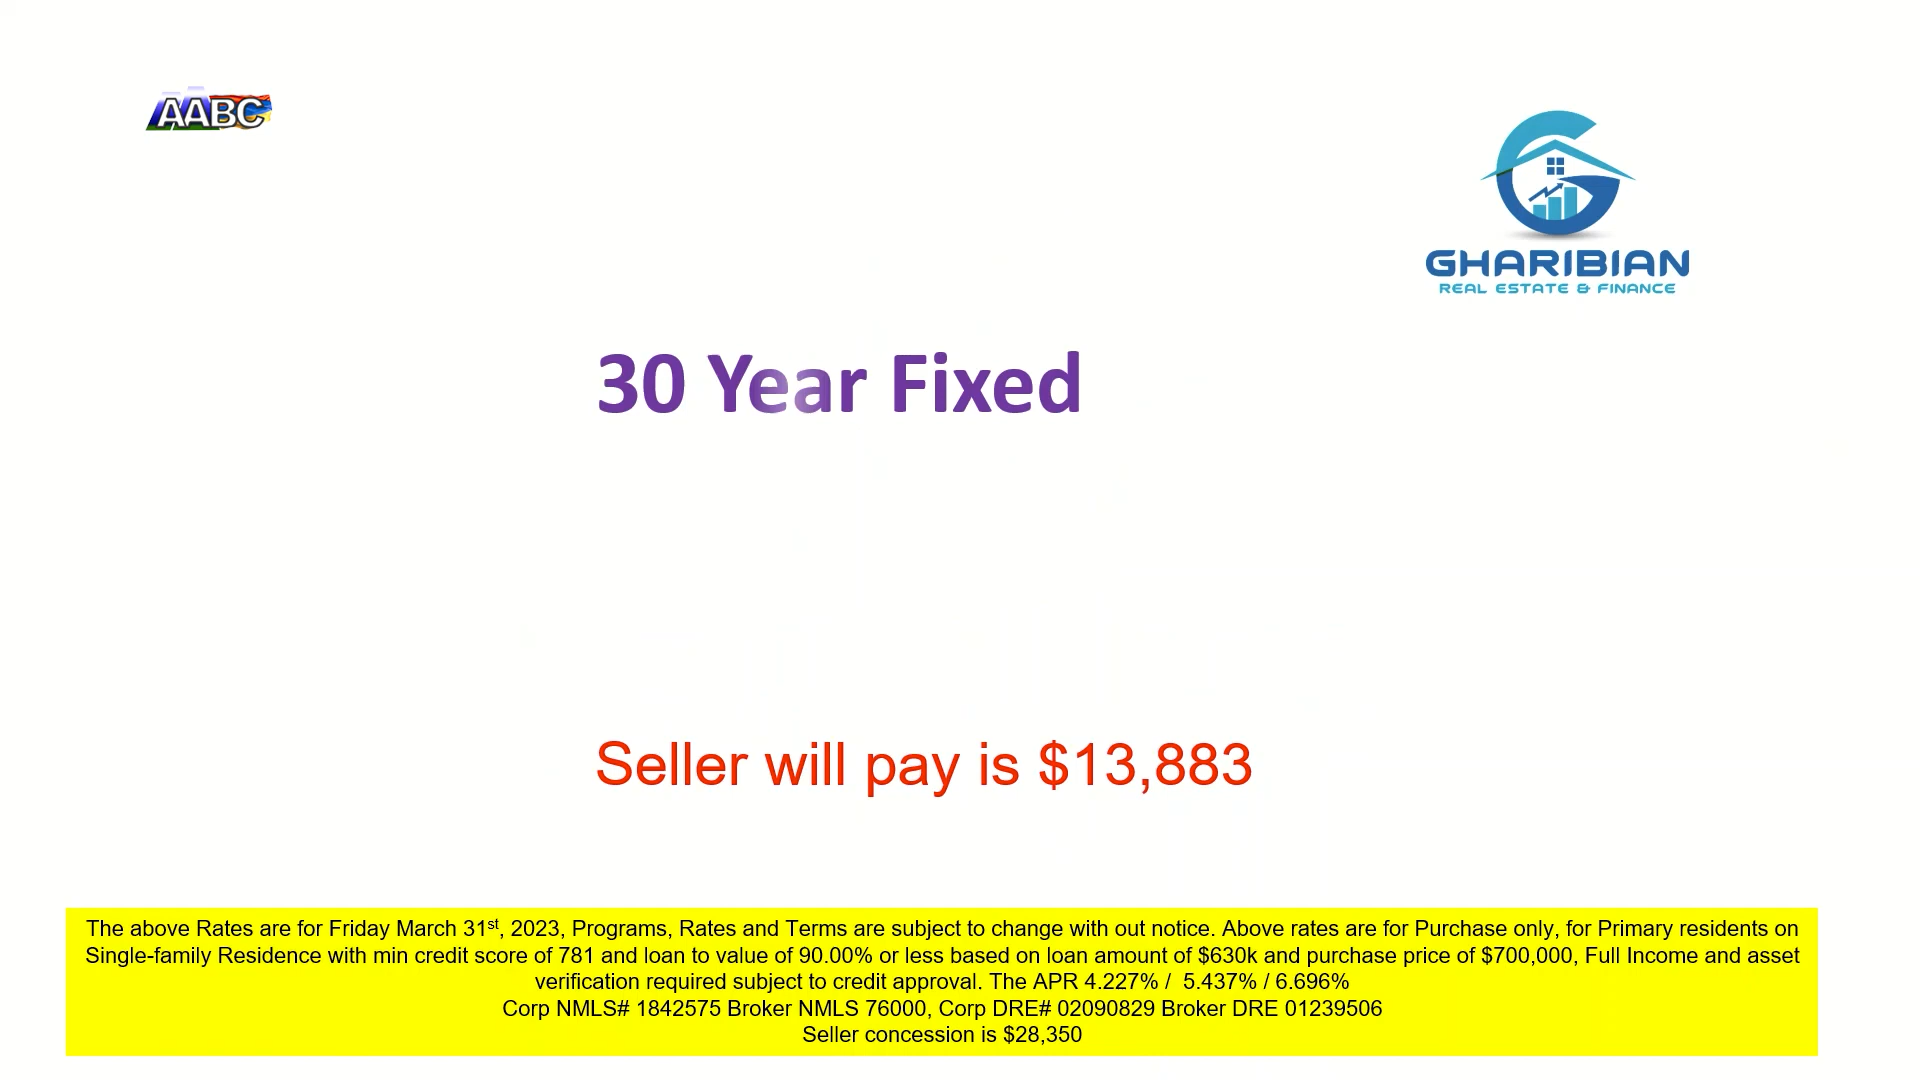 AABC
GHARIBIAN
REAL ESTATE & FINANCE
30 Year Fixed
Seller will pay is $13,883
The above Rates are for Friday March 31st, 2023, Programs, Rates and Terms are subject to change with out notice. Above rates are for Purchase only, for Primary residents on
Single-family Residence with min credit score of 781 and loan to value of 90.00% or less based on loan amount of $630k and purchase price of $700,000, Full Income and asset
verification required subject to credit approval. The APR 4.227% / 5.437% / 6.696%
Corp NMLS# 1842575 Broker NMLS 76000, Corp DRE# 02090829 Broker DRE 01239506
Seller concession is $28,350